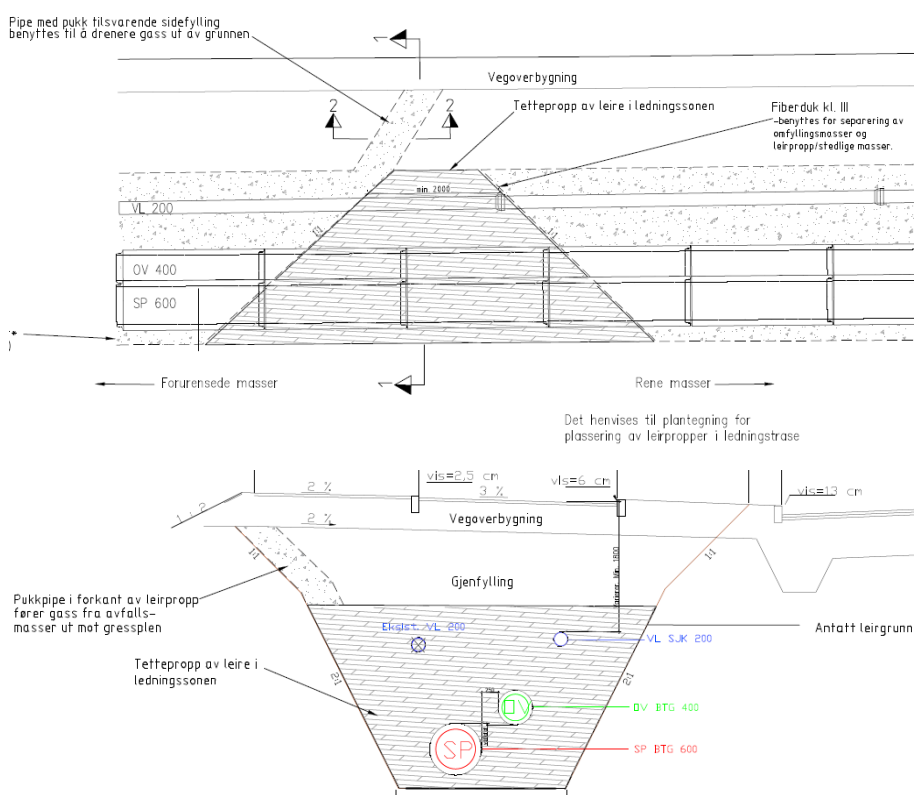 Pipe med pukk tilsvarende sidefylling
benyttes til å drenere gass ut av grunnen
1
Vegoverbygning
2
2
Tettepropp av leire i ledningssonen
Fiberduk kl. III
-benyttes for separering av
omfyllingsmasser og
leirpropp/stedlige masser.
min. 2000
VL 200
1:1
1:1
OV 400
SP 600
Forurensede masser
1
Rene masser
Det henvises til plantegning for
plassering av leirpropper i ledningstrase
vis=2,5 cm
vis=6 cm
vis=13 cm
2 %
3 %
2 %
Vegoverbygning
1:1
1:1
Gjenfylling
Pukkpipe i forkant av leirpropp
fører gass fra avfalls-
masser ut mot gressplen
Eksist. VL 200
VL SJK 200
Antatt leirgrunn
Tettepropp av leire i
ledningssonen
2:1
2:1
OV
OV BTG 400
SP
SP BTG 600